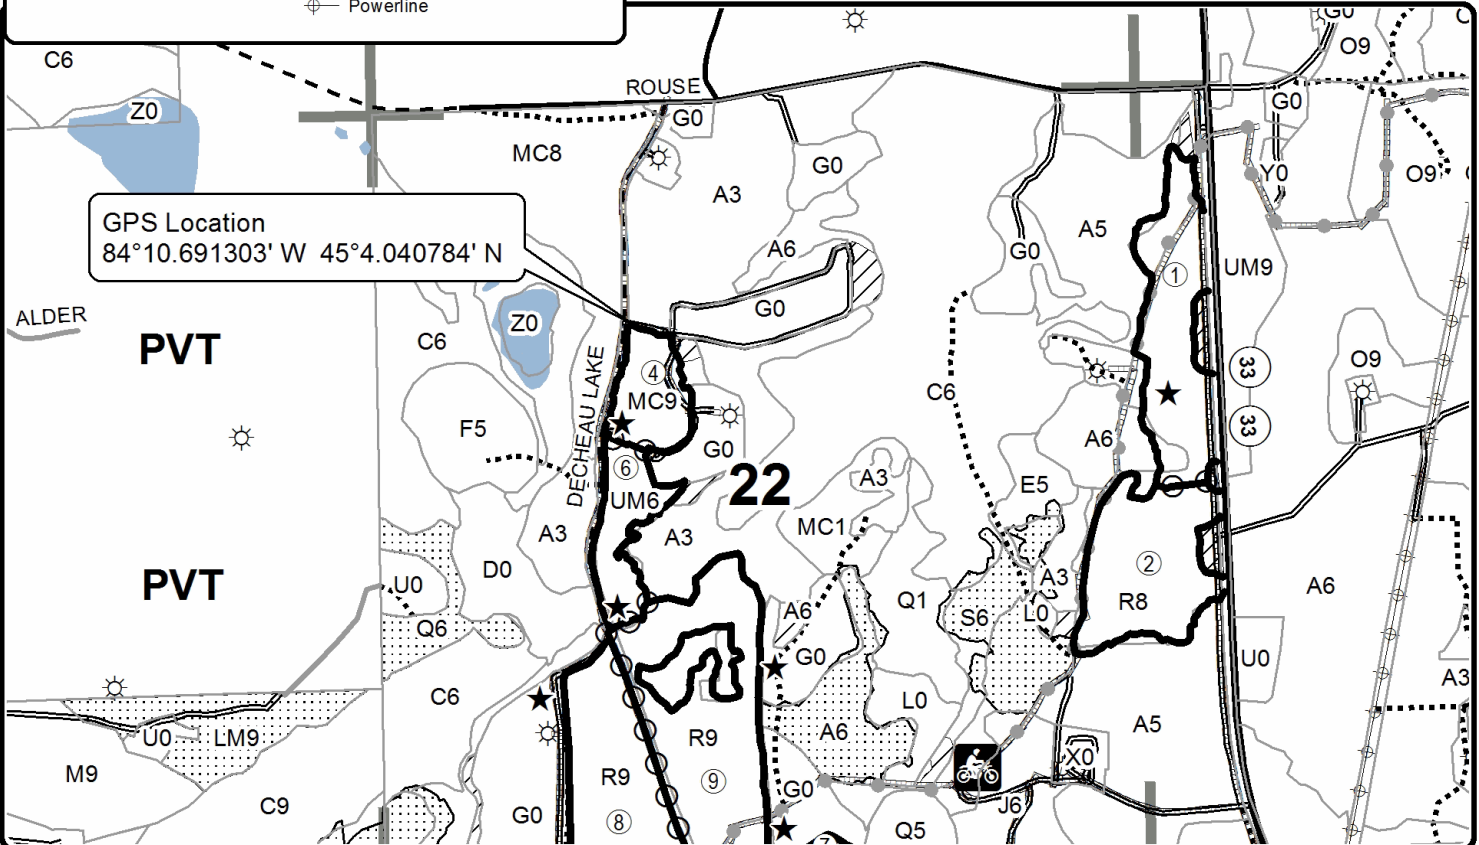 Powerline
G0
O9
C6
Z0
ROUSE
G0
G0
MC8
G0
Y0
O9
A3
GPS Location
84°10.691303' W 45°4.040784' N
A5
A6
G0
1
UM9
G0
ALDER
Z0
PVT
C6
DECHEAU LAKE
4
MC9
C6
33
O9
F5
G0
33
A6
6
22
A3
E5
UM6
MC1
A3
A3
PVT
D0
2
U0
A3
A6
Q1
R8
A6
Q6
S6
L0
G0
U0
C6
L0
A3
U0
LM9
R9
A6
A5
M9
R9
9
X0
C9
G0
G0
J6
8
Q5
7